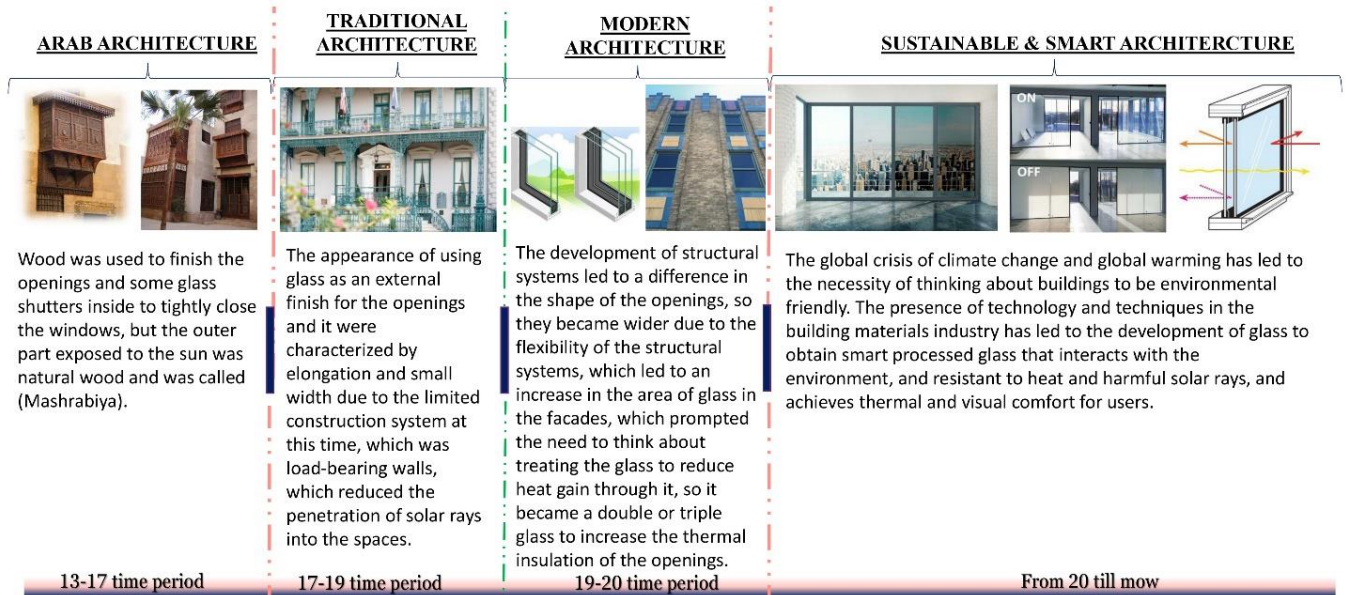 ARAB ARCHITECTURE
Wood was used to finish the
openings and some glass
shutters inside to tightly close
the windows, but the outer
part exposed to the sun was
natural wood and was called
(Mashrabiya).
13-17 time period
TRADITIONAL
ARCHITECTURE
The appearance of using
glass as an external
finish for the openings
and it were
characterized by
elongation and small
width due to the limited
construction system at
this time, which was
load-bearing walls,
which reduced the
penetration of solar rays
into the spaces.
17-19 time period
MODERN
ARCHITECTURE
The development of structural
systems led to a difference in
the shape of the openings, so
they became wider due to the
flexibility of the structural
systems, which led to an
increase in the area of glass in
the facades, which prompted
the need to think about
treating the glass to reduce
heat gain through it, so it
became a double or triple
glass to increase the thermal
insulation of the openings.
19-20 time period
SUSTAINABLE & SMART ARCHITERCTURE
ON
OFF
The global crisis of climate change and global warming has led to
the necessity of thinking about buildings to be environmental
friendly. The presence of technology and techniques in the
building materials industry has led to the development of glass to
obtain smart processed glass that interacts with the
environment, and resistant to heat and harmful solar rays, and
achieves thermal and visual comfort for users.
From 20 till mow